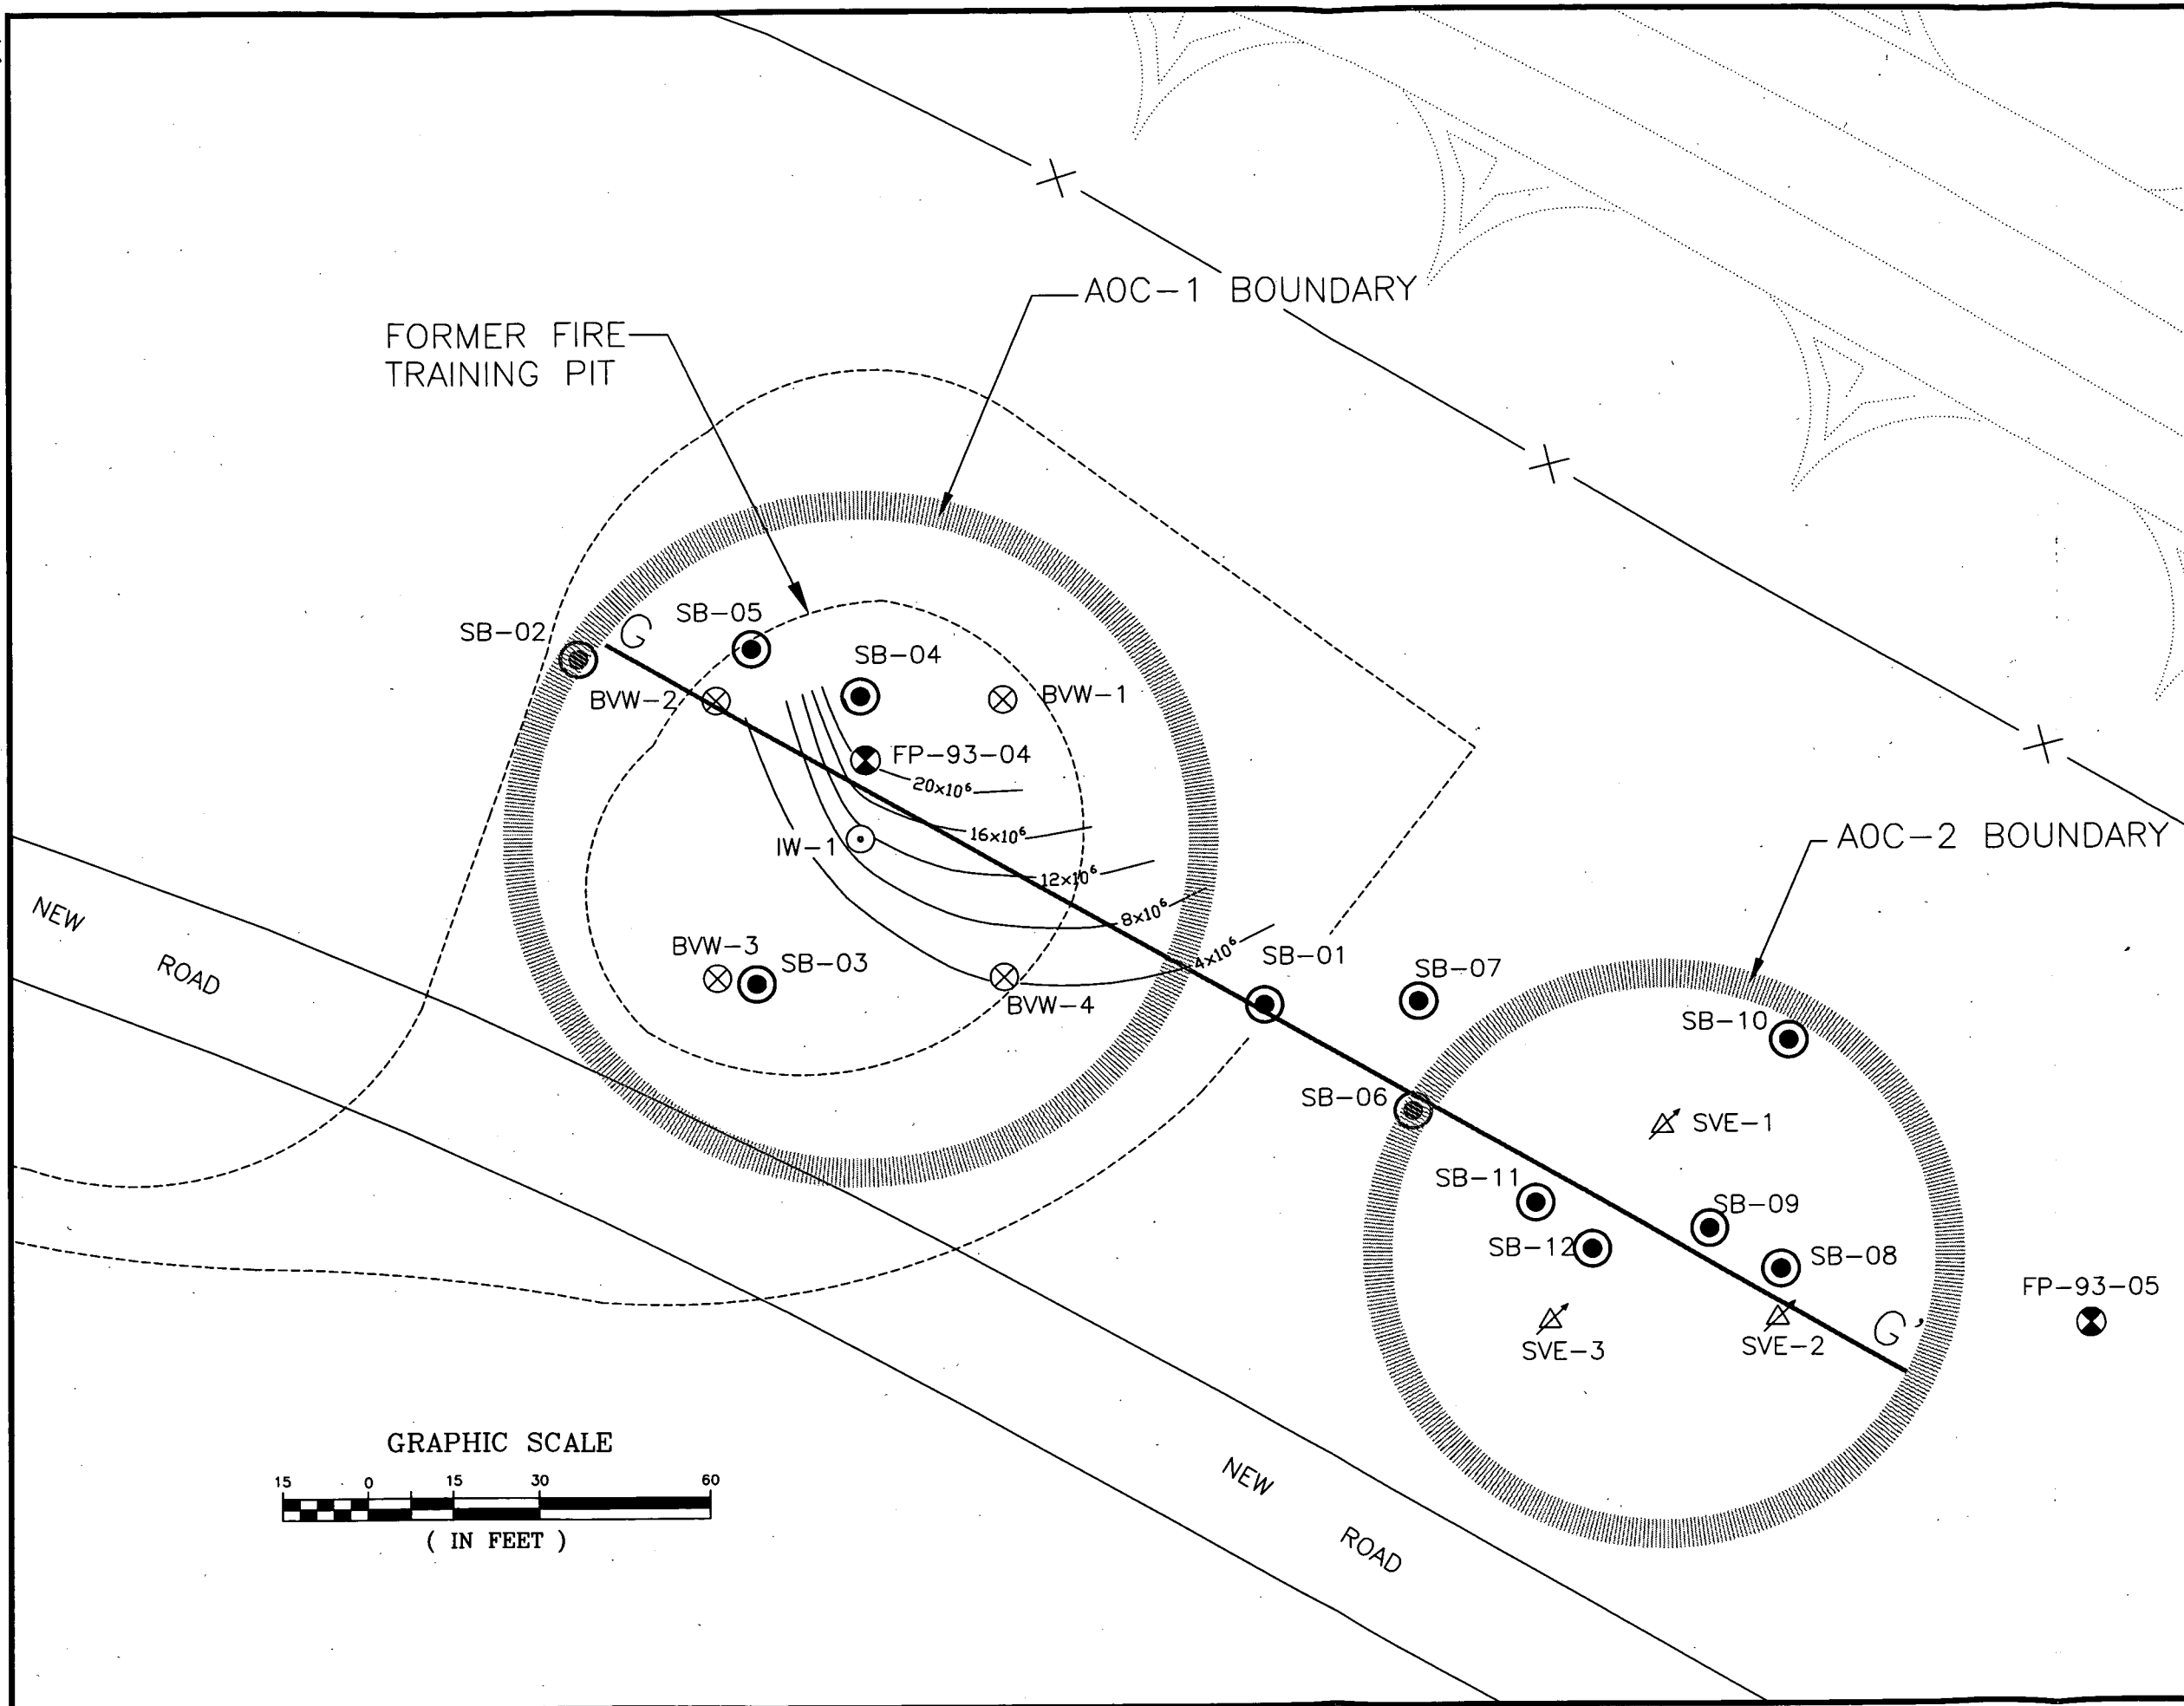 AOC-1 BOUNDARY
FORMER FIRE
TRAINING PIT
SB-02
G
SB-05
SB-04
BVW-2
BVW-1
FP-93-04
20x10⁶
16x10⁶
IW-1
12x10⁶
8x10⁶
4x10⁶
AOC-2 BOUNDARY
NEW
ROAD
BVW-3
SB-03
BVW-4
SB-01
SB-07
SB-10
SB-06
SVE-1
SB-11
SB-09
SB-12
SB-08
FP-93-05
SVE-3
SVE-2
G'
GRAPHIC SCALE
15 0 15 30 60
( IN FEET )
NEW
ROAD